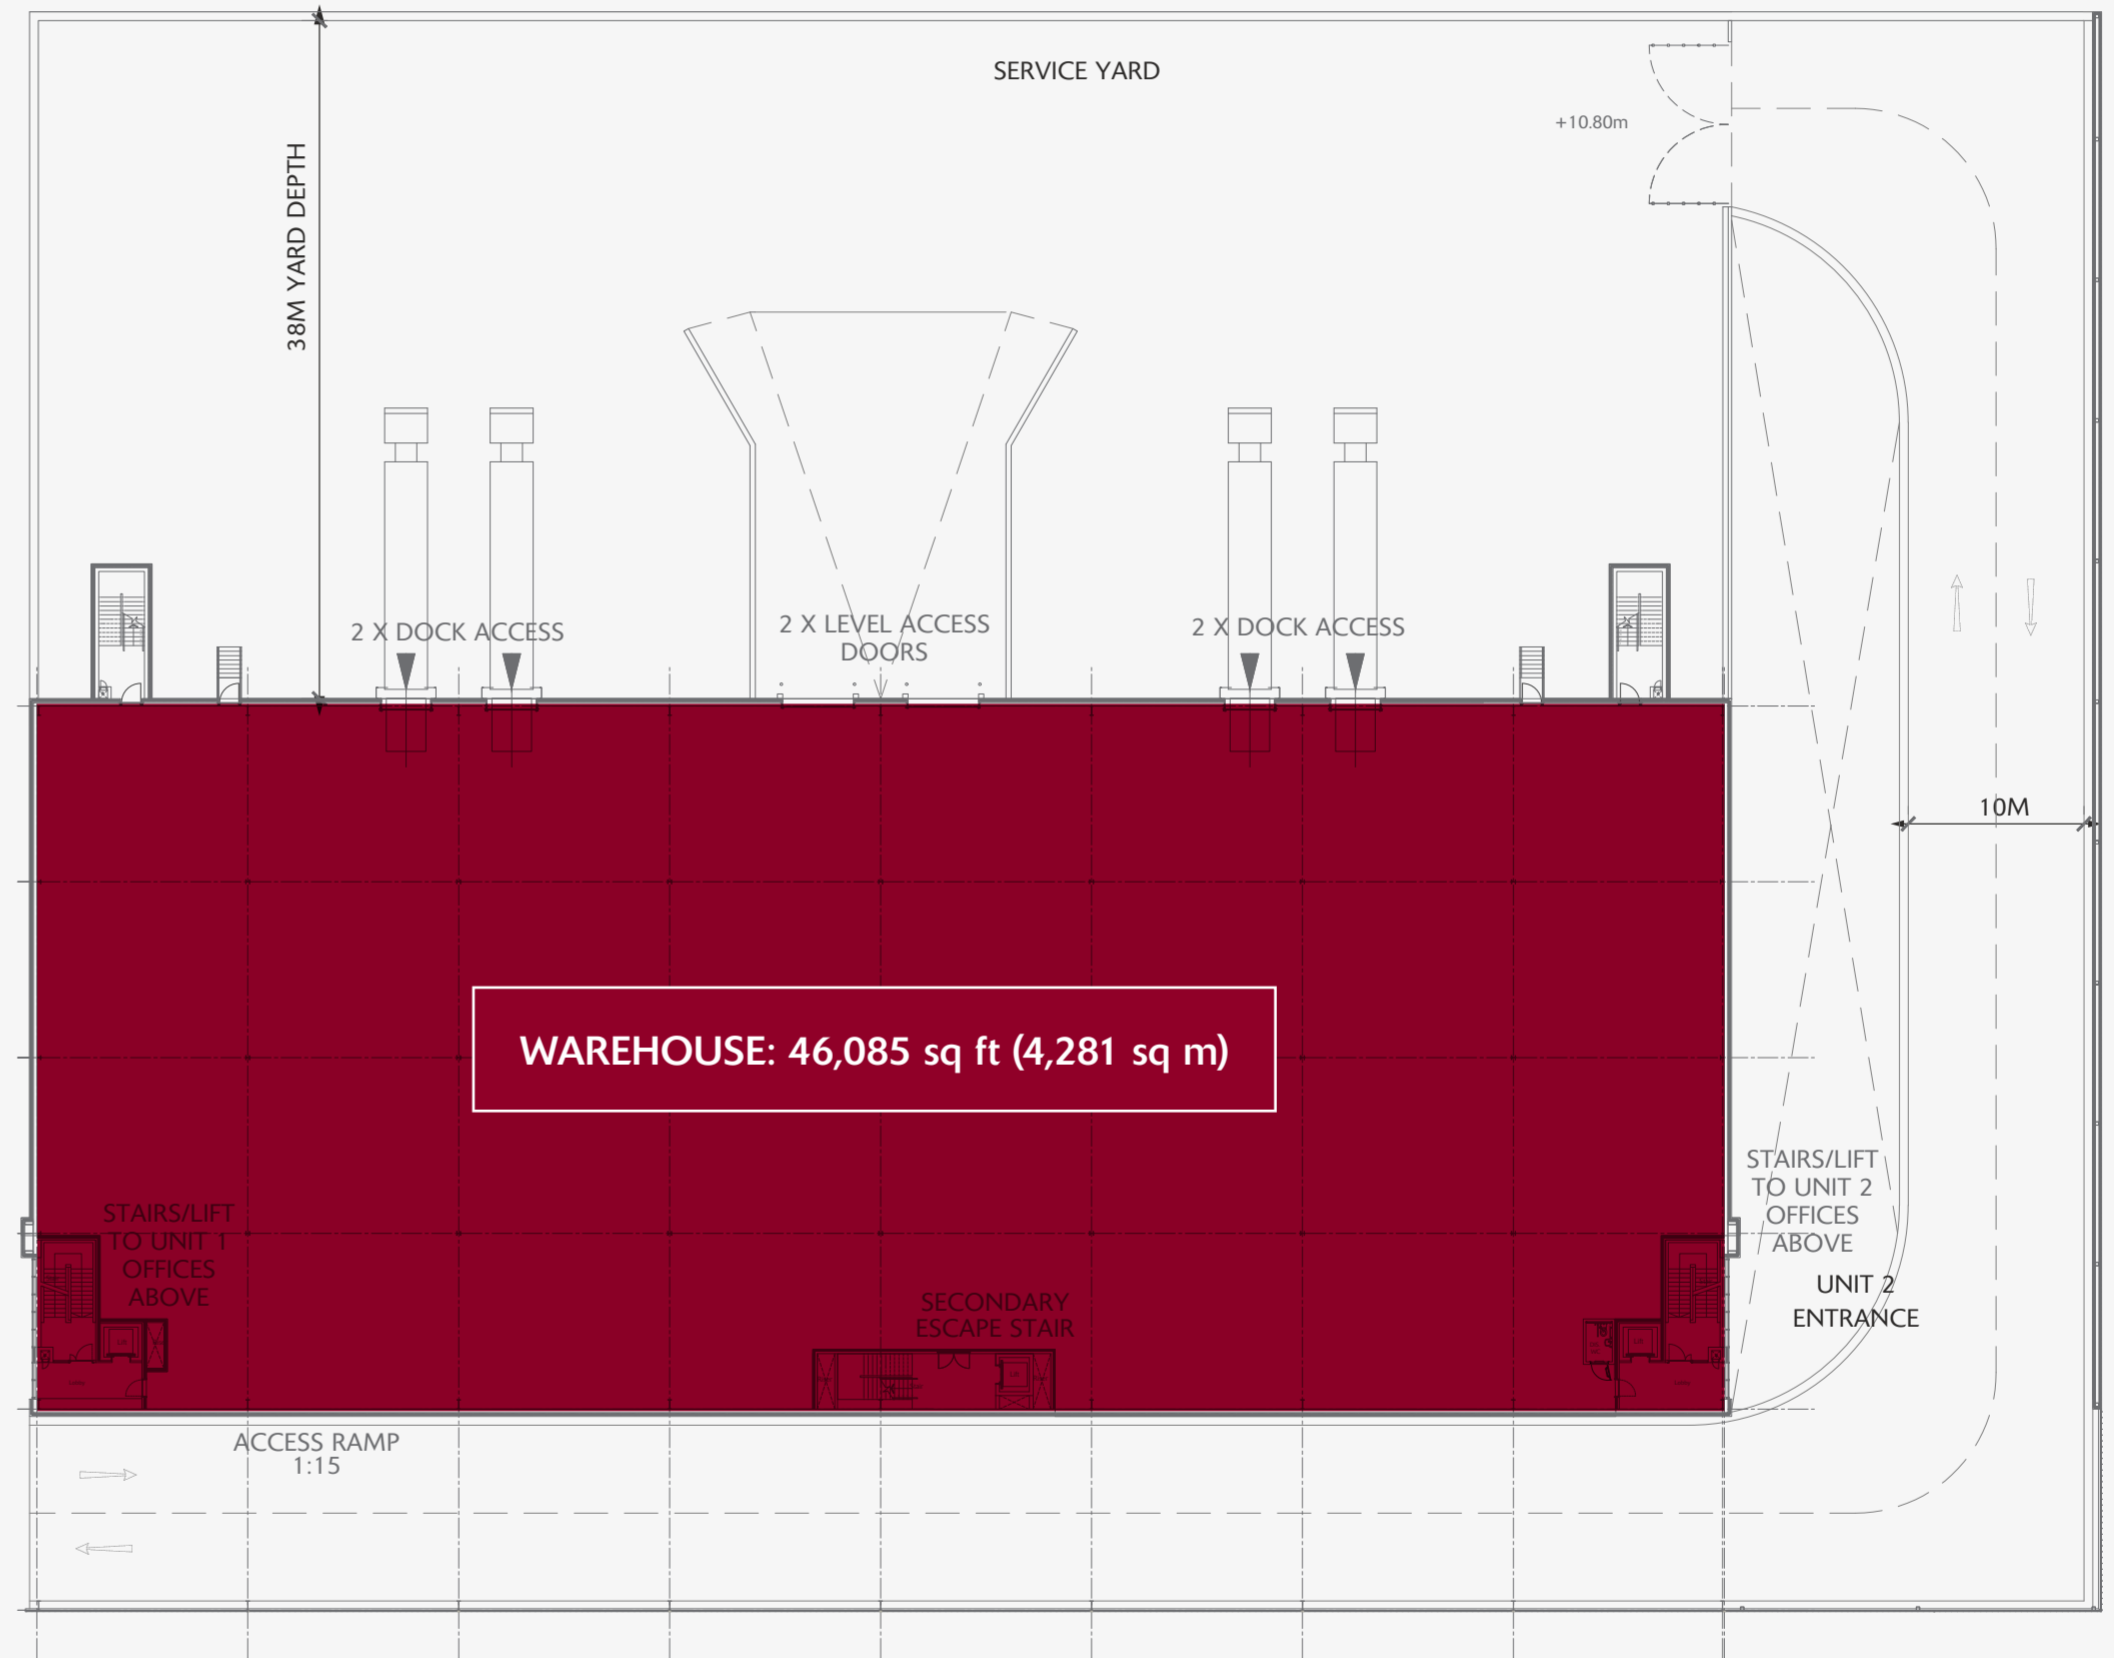 SERVICE YARD
+10.80m
38M YARD DEPTH
2 X DOCK ACCESS
2 X LEVEL ACCESS
DOORS
2 X DOCK ACCESS
10M
WAREHOUSE: 46,085 sq ft (4,281 sq m)
STAIRS/LIFT
TO UNIT 1
OFFICES
ABOVE
SECONDARY
ESCAPE STAIR
STAIRS/LIFT
TO UNIT 2
OFFICES
ABOVE
UNIT 2
ENTRANCE
ACCESS RAMP
1:15